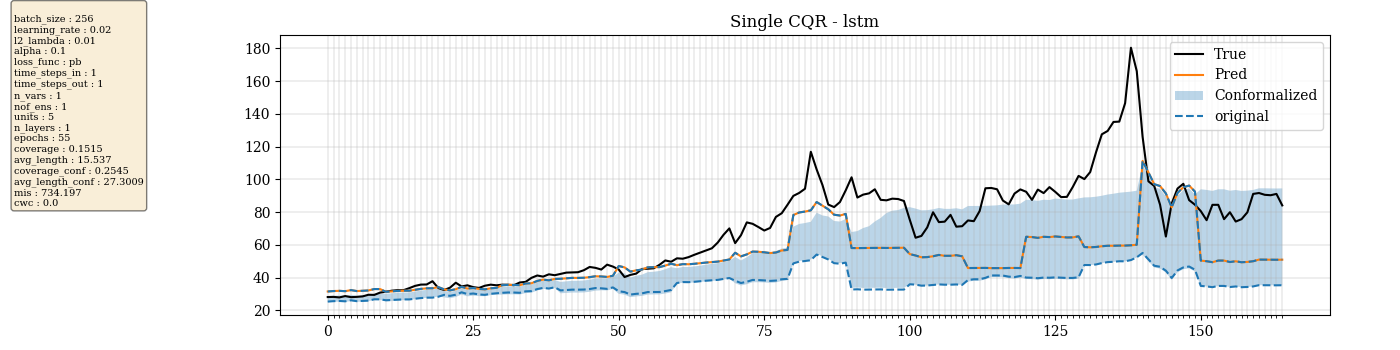 batch_size : 256
learning_rate : 0.02
l2_lambda : 0.01
alpha : 0.1
loss_func : pb
time_steps_in : 1
time_steps_out : 1
n_vars : 1
nof_ens : 1
units : 5
n_layers : 1
epochs : 55
coverage : 0.1515
avg_length : 15.537
coverage_conf : 0.2545
avg_length_conf : 27.3009
mis : 734.197
cwc : 0.0
Single CQR - lstm
180
160
140
120
100
80
60
40
20
0 25 50 75 100 125 150
True
Pred
Conformalized
original